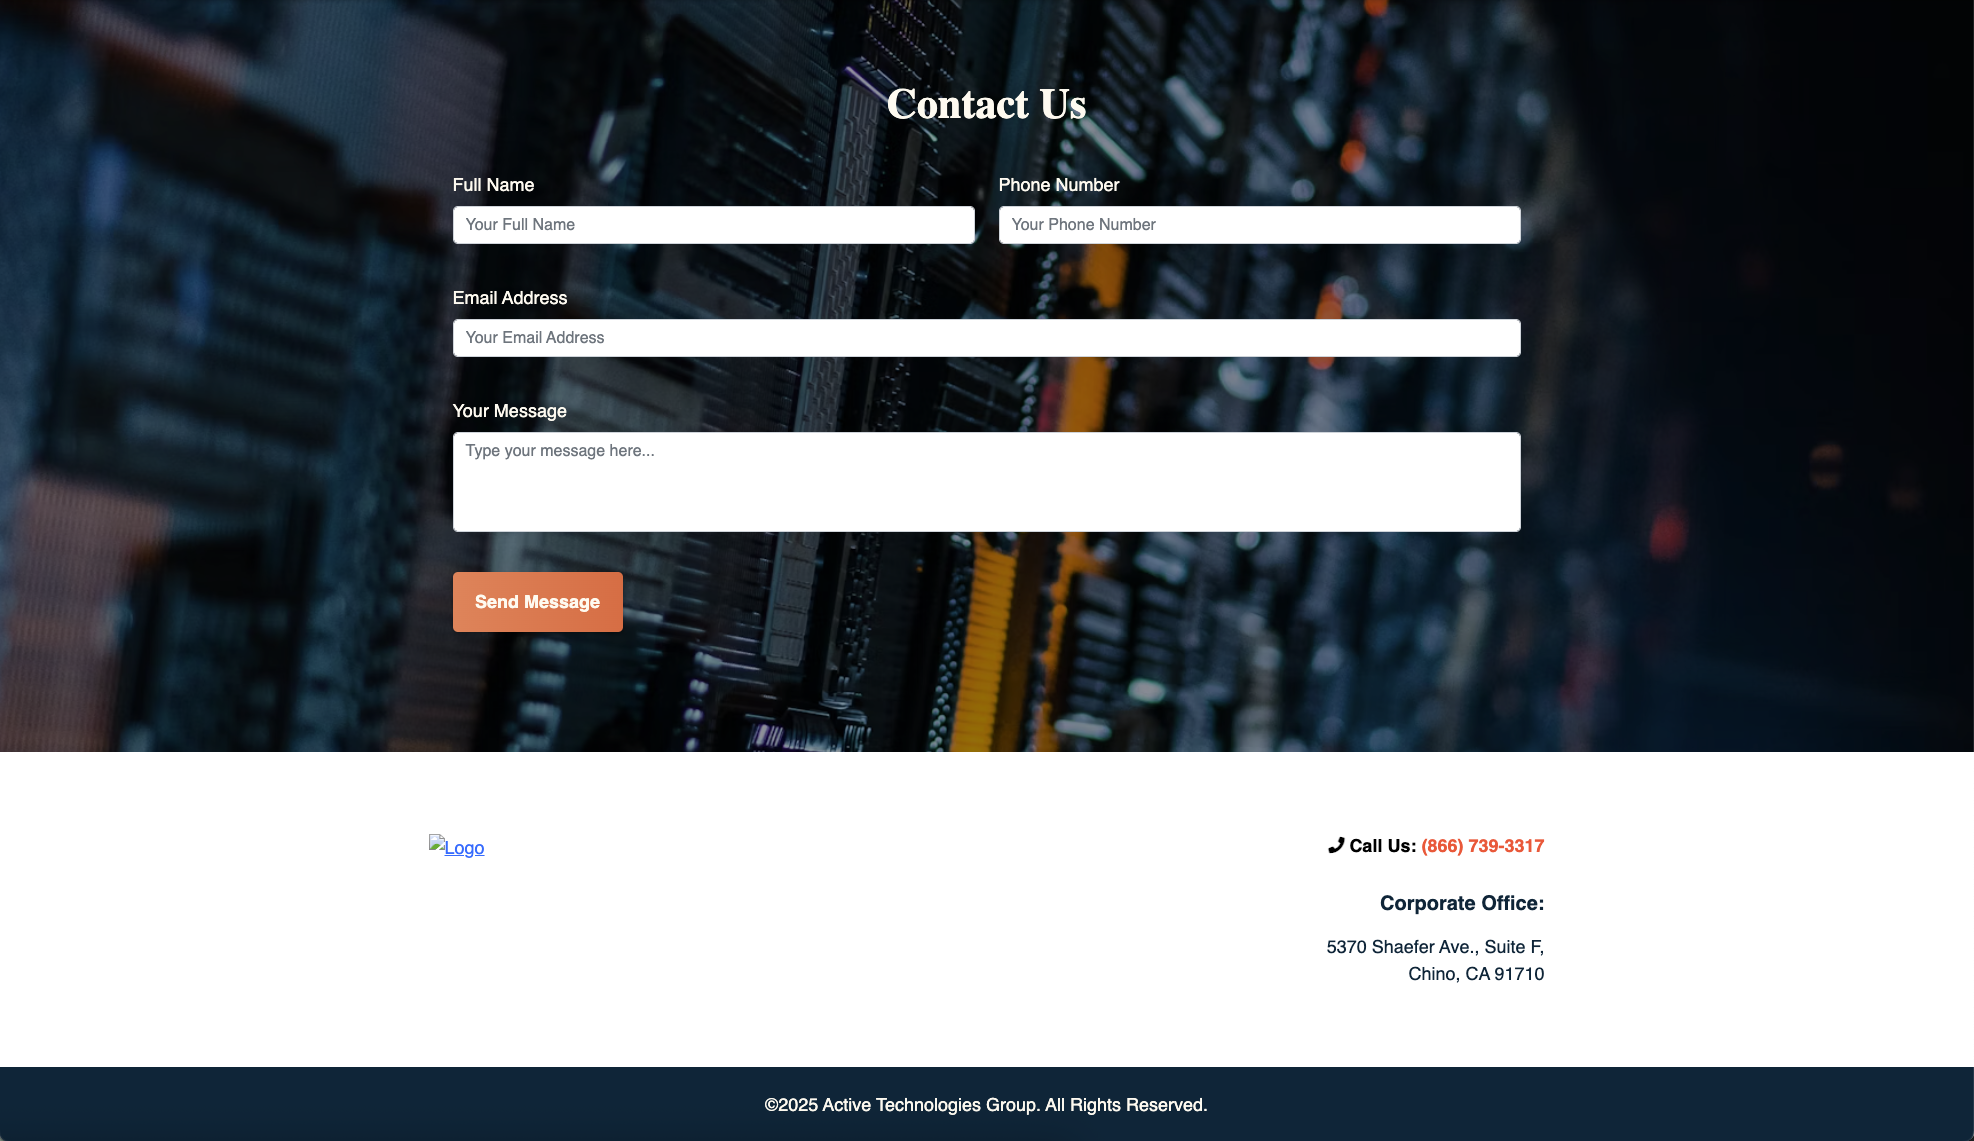 Contact Us
Full Name
Phone Number
Your Full Name
Your Phone Number
Email Address
Your Email Address
Your Message
Type your message here...
Send Message
Logo
Call Us: (866) 739-3317
Corporate Office:
5370 Shaefer Ave., Suite F,
Chino, CA 91710
©2025 Active Technologies Group. All Rights Reserved.